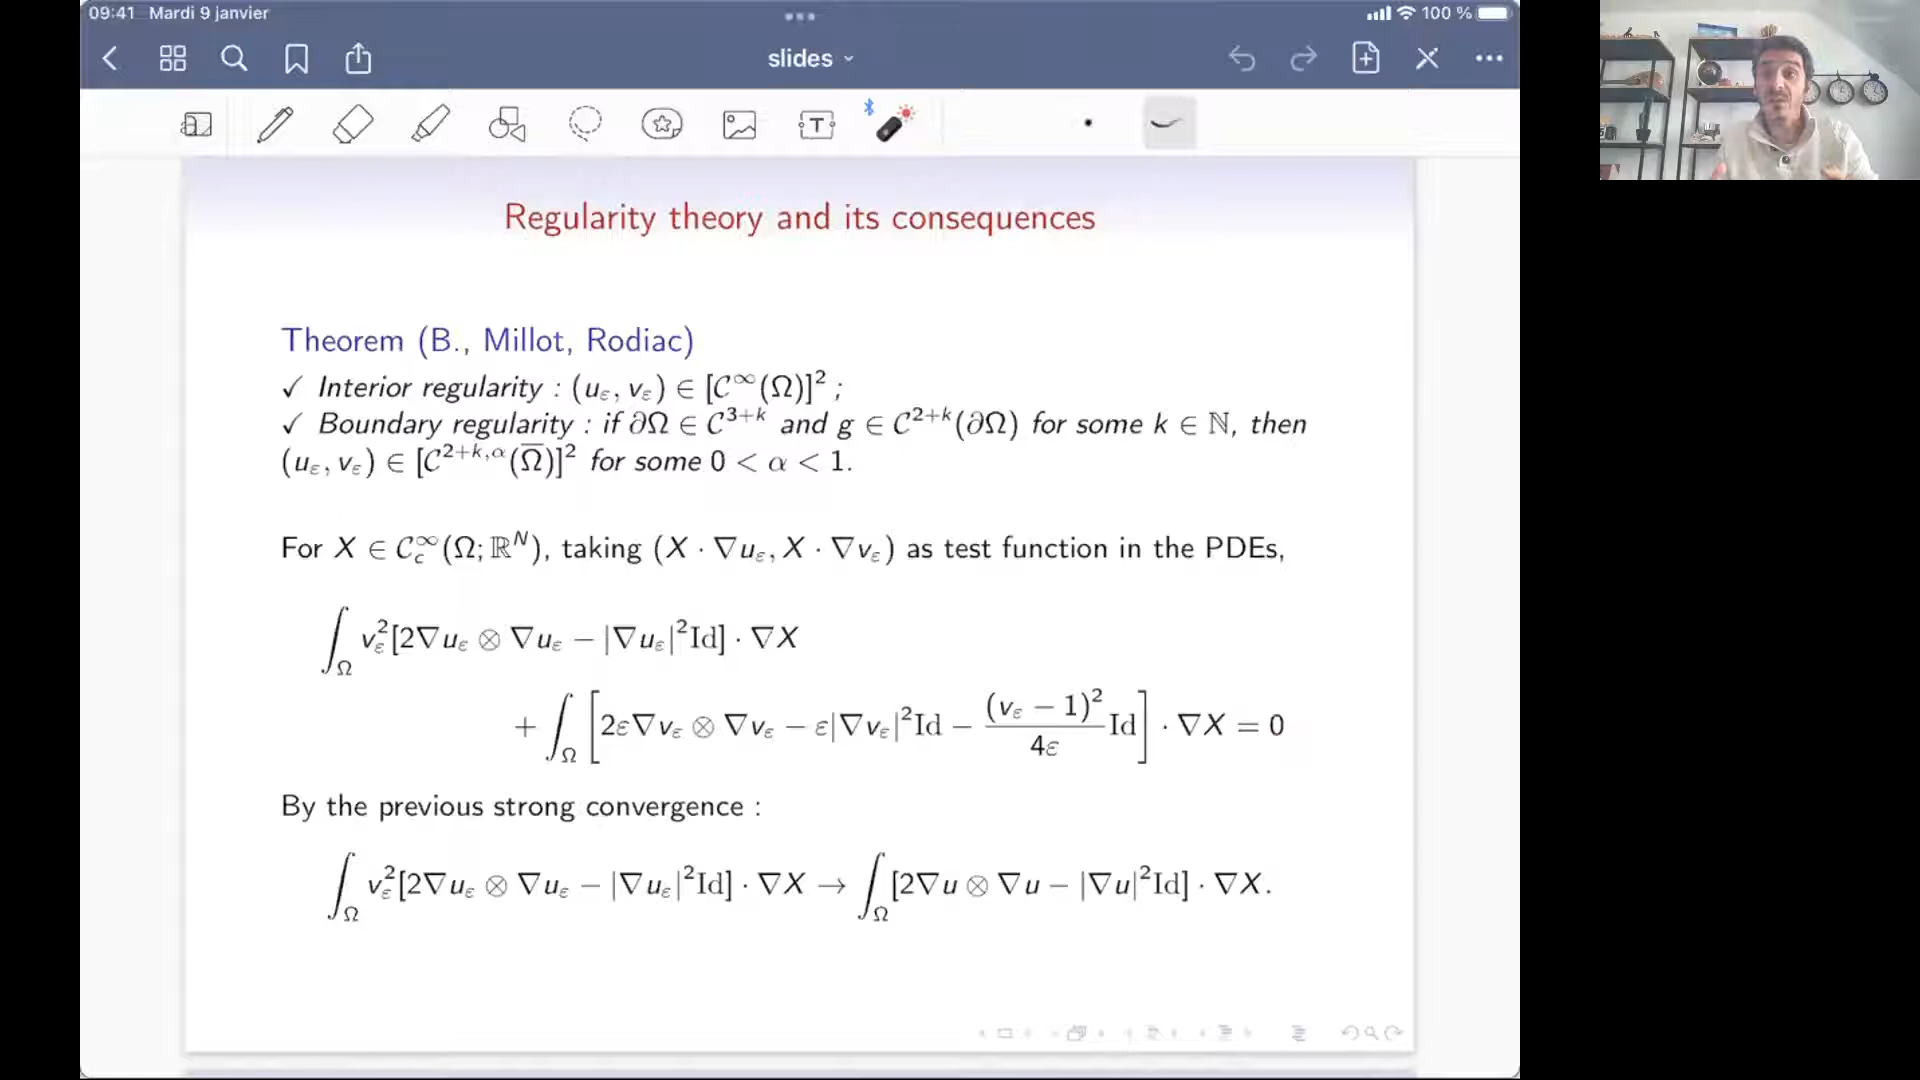 09:41 Mardi 9 janvier
100 %
slides
T
Regularity theory and its consequences
Theorem (B., Millot, Rodiac)
✓ Interior regularity : (u_ε, v_ε) ∈ [𝒞^∞(Ω)]² ;
✓ Boundary regularity : if ∂Ω ∈ 𝒞^{3+k} and g ∈ 𝒞^{2+k}(∂Ω) for some k ∈ ℕ, then
(u_ε, v_ε) ∈ [𝒞^{2+k,α}(Ω̅)]² for some 0 < α < 1.
For X ∈ 𝒞_c^∞(Ω; ℝ^N), taking (X · ∇u_ε, X · ∇v_ε) as test function in the PDEs,
∫_Ω v_ε²[2∇u_ε ⊗ ∇u_ε − |∇u_ε|²Id] · ∇X
+ ∫_Ω [2ε∇v_ε ⊗ ∇v_ε − ε|∇v_ε|²Id − (v_ε − 1)²/4ε Id] · ∇X = 0
By the previous strong convergence :
∫_Ω v_ε²[2∇u_ε ⊗ ∇u_ε − |∇u_ε|²Id] · ∇X → ∫_Ω [2∇u ⊗ ∇u − |∇u|²Id] · ∇X.